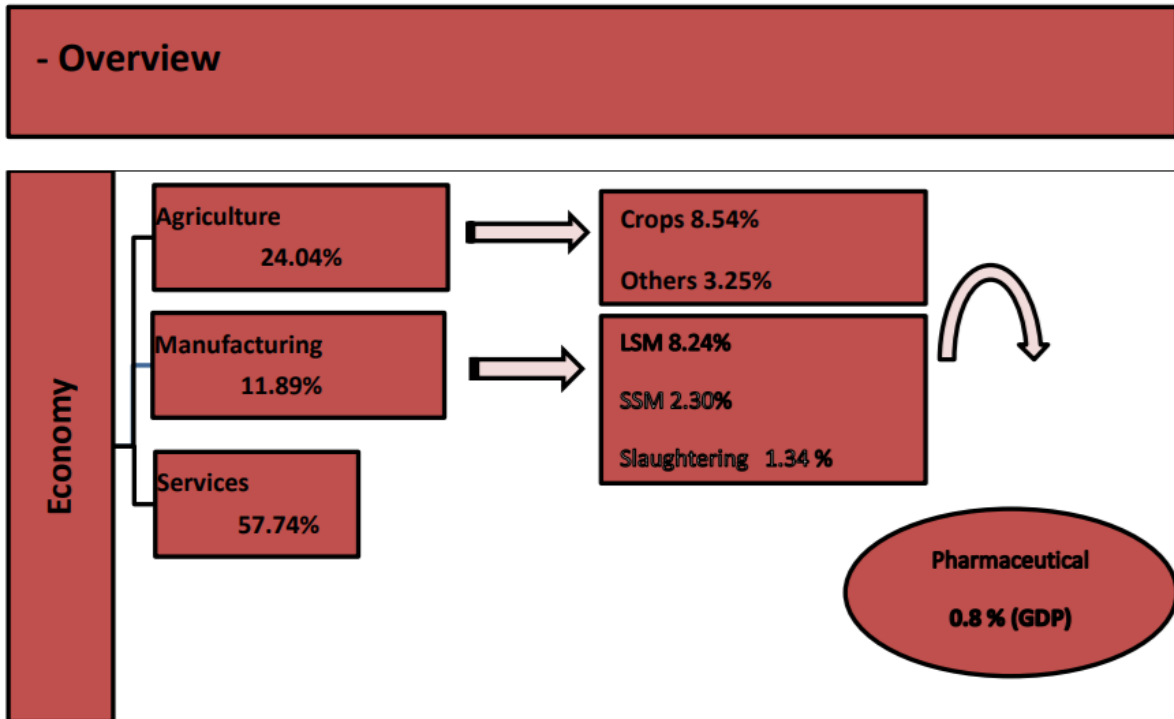 - Overview
Economy
Agriculture
24.04%
Manufacturing
11.89%
Services
57.74%
Crops 8.54%
Others 3.25%
LSM 8.24%
SSM 2.30%
Slaughtering 1.34 %
Pharmaceutical
0.8 % (GDP)